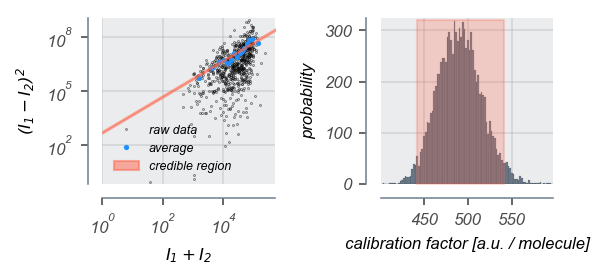 10^8
10^5
10^2
(I_1 − I_2)^2
raw data
average
credible region
10^0
10^2
10^4
I_1 + I_2
300
200
100
0
probability
450
500
550
calibration factor [a.u. / molecule]